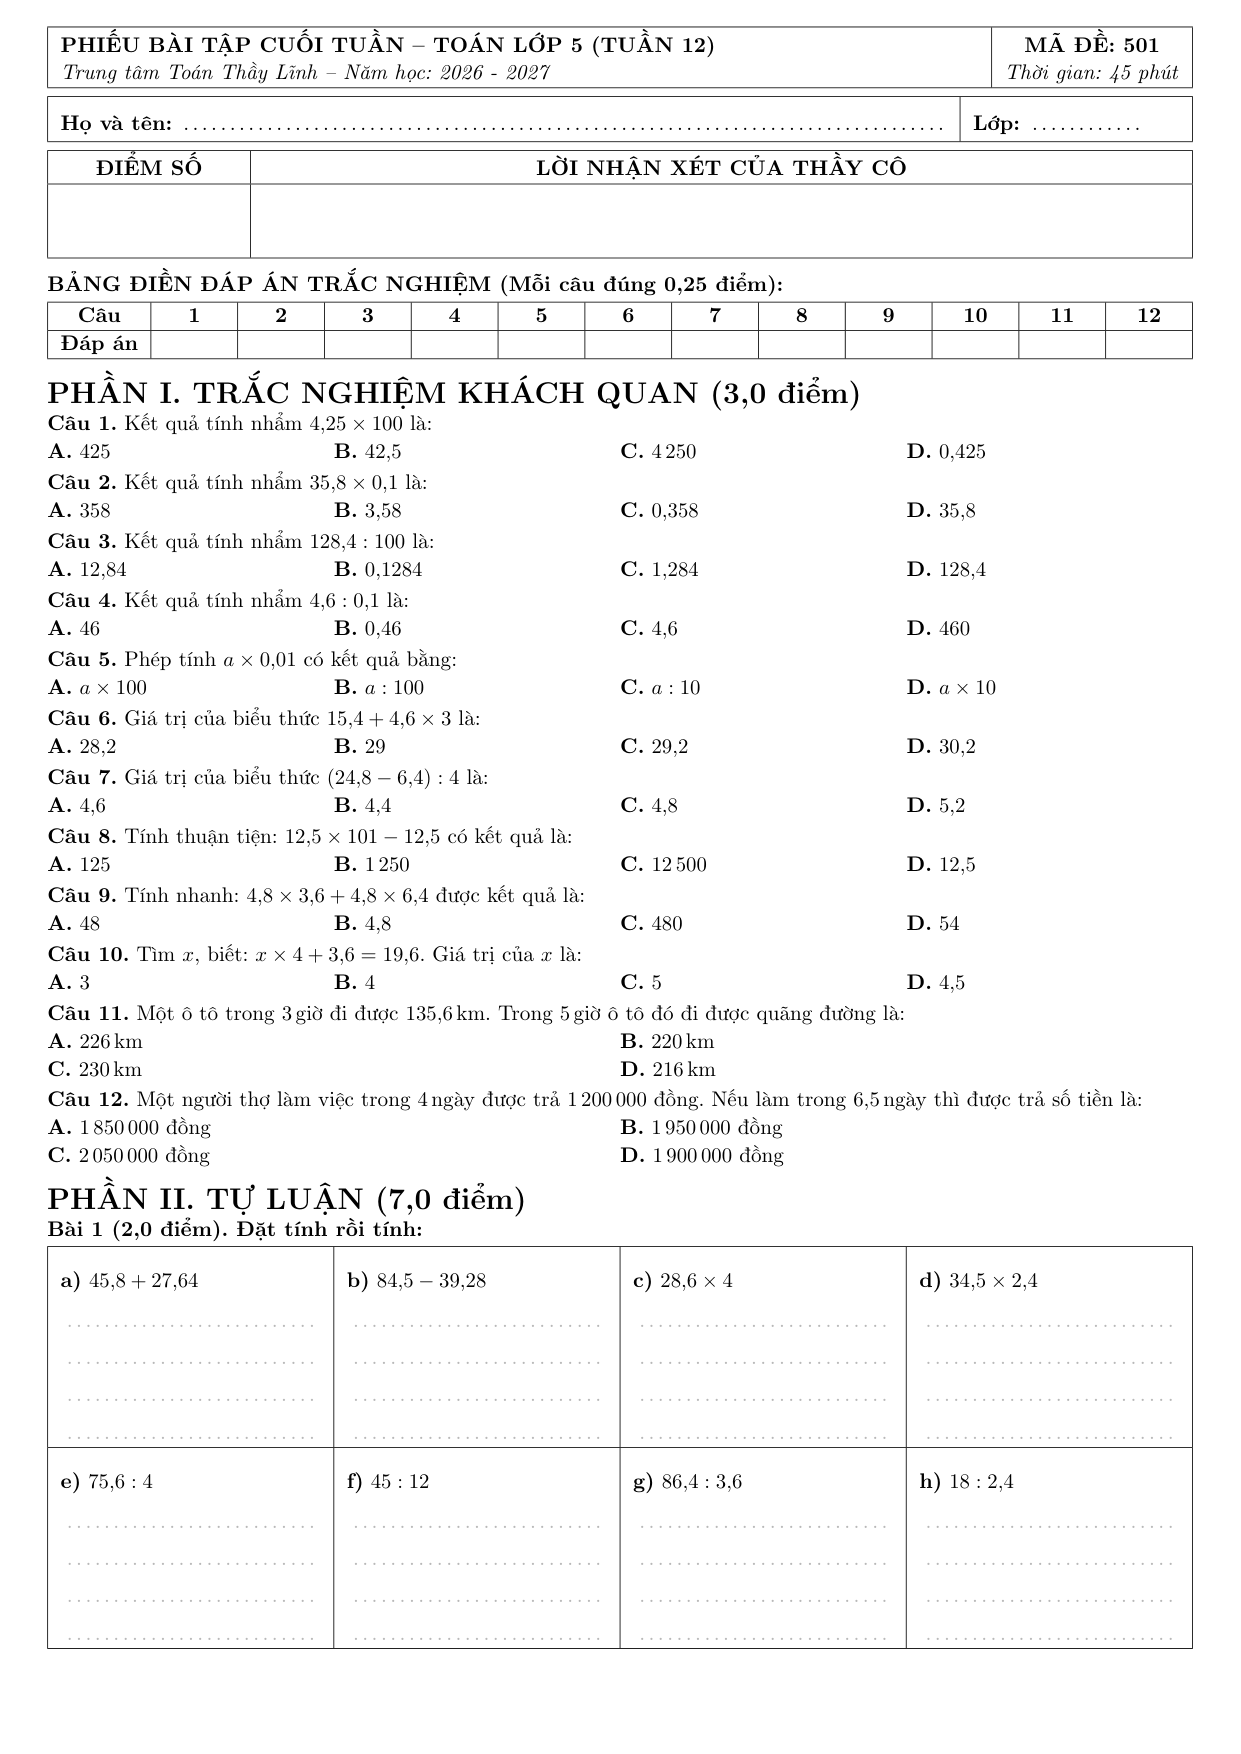 PHIẾU BÀI TẬP CUỐI TUẦN – TOÁN LỚP 5 (TUẦN 12)
MÃ ĐỀ: 501
Trung tâm Toán Thầy Lĩnh – Năm học: 2026 - 2027
Thời gian: 45 phút
Họ và tên: ................................................................................ Lớp: ............
ĐIỂM SỐ
LỜI NHẬN XÉT CỦA THẦY CÔ
BẢNG ĐIỀN ĐÁP ÁN TRẮC NGHIỆM (Mỗi câu đúng 0,25 điểm):
Câu 1 2 3 4 5 6 7 8 9 10 11 12
Đáp án
PHẦN I. TRẮC NGHIỆM KHÁCH QUAN (3,0 điểm)
Câu 1. Kết quả tính nhẩm 4,25 × 100 là:
A. 425 B. 42,5 C. 4 250 D. 0,425
Câu 2. Kết quả tính nhẩm 35,8 × 0,1 là:
A. 358 B. 3,58 C. 0,358 D. 35,8
Câu 3. Kết quả tính nhẩm 128,4 : 100 là:
A. 12,84 B. 0,1284 C. 1,284 D. 128,4
Câu 4. Kết quả tính nhẩm 4,6 : 0,1 là:
A. 46 B. 0,46 C. 4,6 D. 460
Câu 5. Phép tính a × 0,01 có kết quả bằng:
A. a × 100 B. a : 100 C. a : 10 D. a × 10
Câu 6. Giá trị của biểu thức 15,4 + 4,6 × 3 là:
A. 28,2 B. 29 C. 29,2 D. 30,2
Câu 7. Giá trị của biểu thức (24,8 − 6,4) : 4 là:
A. 4,6 B. 4,4 C. 4,8 D. 5,2
Câu 8. Tính thuận tiện: 12,5 × 101 − 12,5 có kết quả là:
A. 125 B. 1 250 C. 12 500 D. 12,5
Câu 9. Tính nhanh: 4,8 × 3,6 + 4,8 × 6,4 được kết quả là:
A. 48 B. 4,8 C. 480 D. 54
Câu 10. Tìm x, biết: x × 4 + 3,6 = 19,6. Giá trị của x là:
A. 3 B. 4 C. 5 D. 4,5
Câu 11. Một ô tô trong 3 giờ đi được 135,6 km. Trong 5 giờ ô tô đó đi được quãng đường là:
A. 226 km B. 220 km
C. 230 km D. 216 km
Câu 12. Một người thợ làm việc trong 4 ngày được trả 1 200 000 đồng. Nếu làm trong 6,5 ngày thì được trả số tiền là:
A. 1 850 000 đồng B. 1 950 000 đồng
C. 2 050 000 đồng D. 1 900 000 đồng
PHẦN II. TỰ LUẬN (7,0 điểm)
Bài 1 (2,0 điểm). Đặt tính rồi tính:
a) 45,8 + 27,64 b) 84,5 − 39,28 c) 28,6 × 4 d) 34,5 × 2,4
e) 75,6 : 4 f) 45 : 12 g) 86,4 : 3,6 h) 18 : 2,4